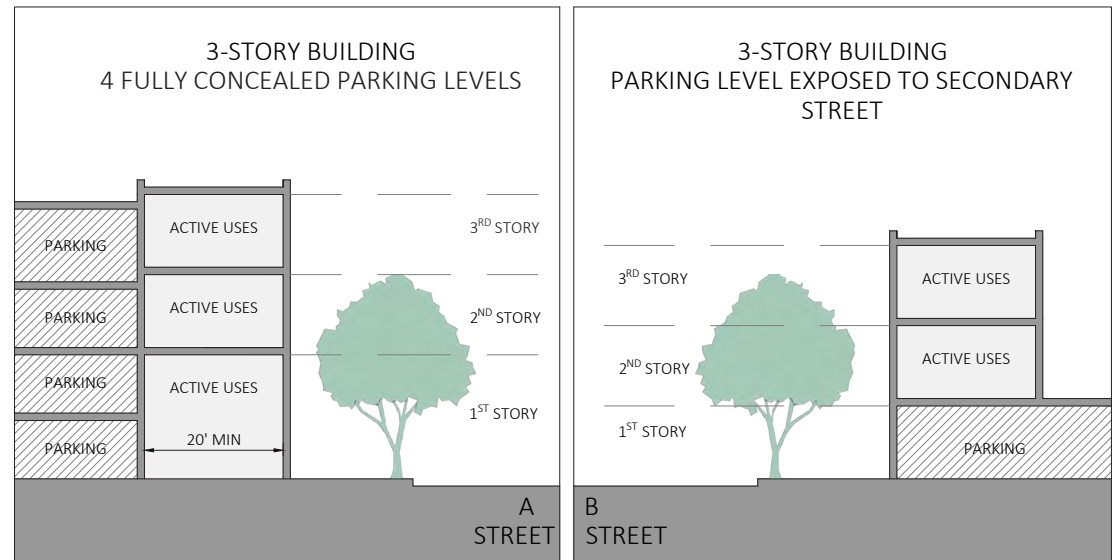 3-STORY BUILDING
4 FULLY CONCEALED PARKING LEVELS
ACTIVE USES
3RD STORY
PARKING
ACTIVE USES
2ND STORY
PARKING
ACTIVE USES
PARKING
1ST STORY
20' MIN
PARKING
A
STREET
3-STORY BUILDING
PARKING LEVEL EXPOSED TO SECONDARY
STREET
3RD STORY
ACTIVE USES
2ND STORY
ACTIVE USES
1ST STORY
PARKING
B
STREET